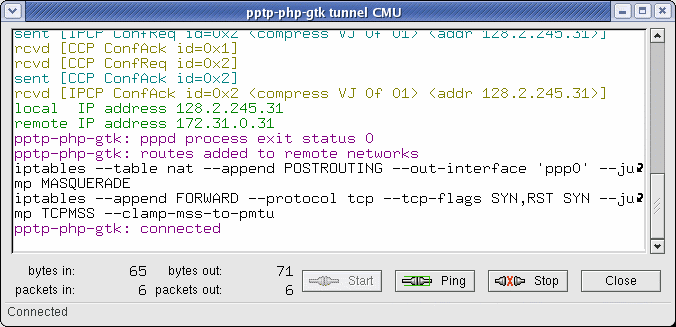 pptp-php-gtk tunnel CMU
sent [IPCP ConfReq id=0x2 <compress VJ 0f 01> <addr 128.2.245.31>]
rcvd [CCP ConfAck id=0x1]
rcvd [CCP ConfReq id=0x2]
sent [CCP ConfAck id=0x2]
rcvd [IPCP ConfAck id=0x2 <compress VJ 0f 01> <addr 128.2.245.31>]
local  IP address 128.2.245.31
remote IP address 172.31.0.31
pptp-php-gtk: pppd process exit status 0
pptp-php-gtk: routes added to remote networks
iptables --table nat --append POSTROUTING --out-interface 'ppp0' --ju
mp MASQUERADE
iptables --append FORWARD --protocol tcp --tcp-flags SYN,RST SYN --ju
mp TCPMSS --clamp-mss-to-pmtu
pptp-php-gtk: connected
bytes in: 65 bytes out: 71
packets in: 6 packets out: 6
Start Ping Stop Close
Connected